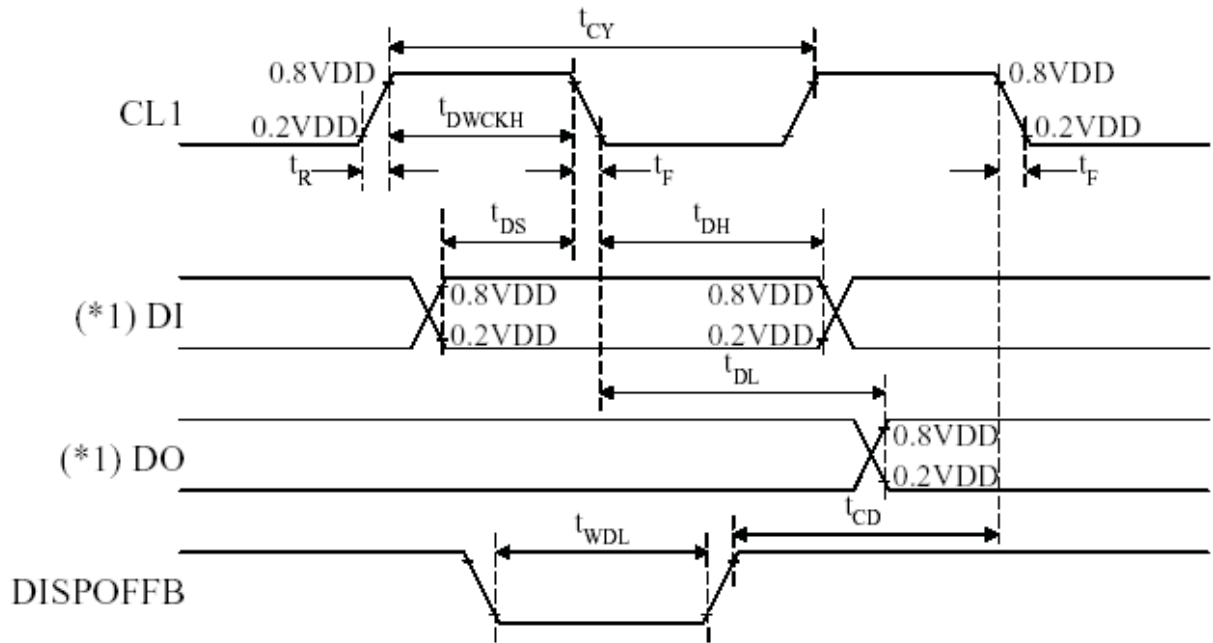 tCY
0.8VDD 0.8VDD
CL1 tDWCKH
0.2VDD 0.2VDD
tR tF tF
tDS tDH
(*1) DI 0.8VDD 0.8VDD
0.2VDD 0.2VDD
tDL
(*1) DO 0.8VDD
0.2VDD
tWDL tCD
DISPOFFB